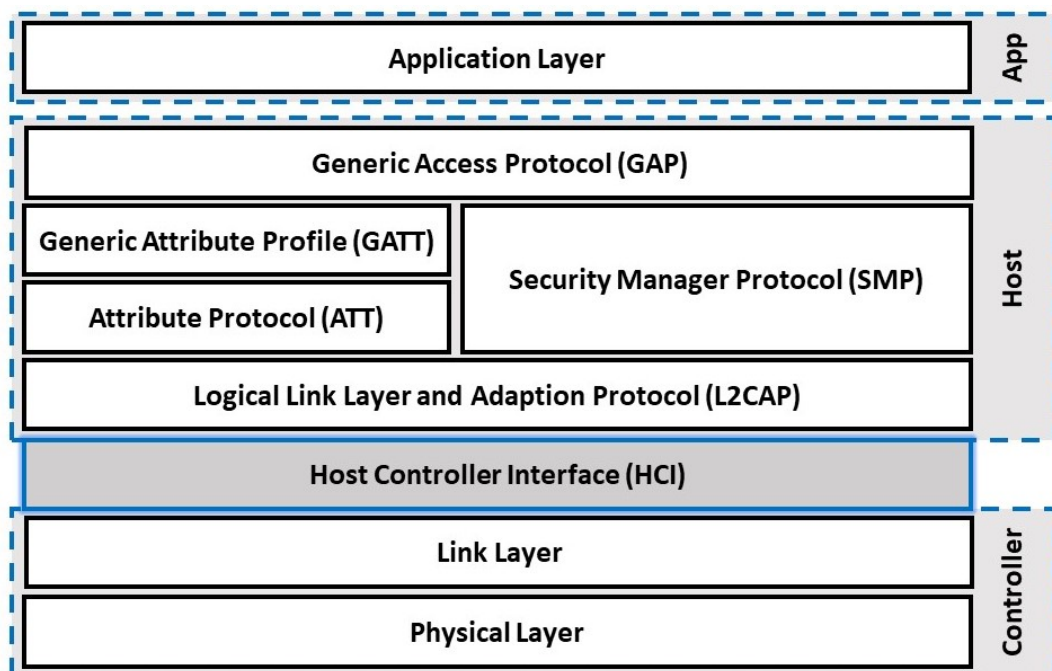 Application Layer
App
Generic Access Protocol (GAP)
Generic Attribute Profile (GATT)
Security Manager Protocol (SMP)
Attribute Protocol (ATT)
Logical Link Layer and Adaption Protocol (L2CAP)
Host
Host Controller Interface (HCI)
Link Layer
Physical Layer
Controller